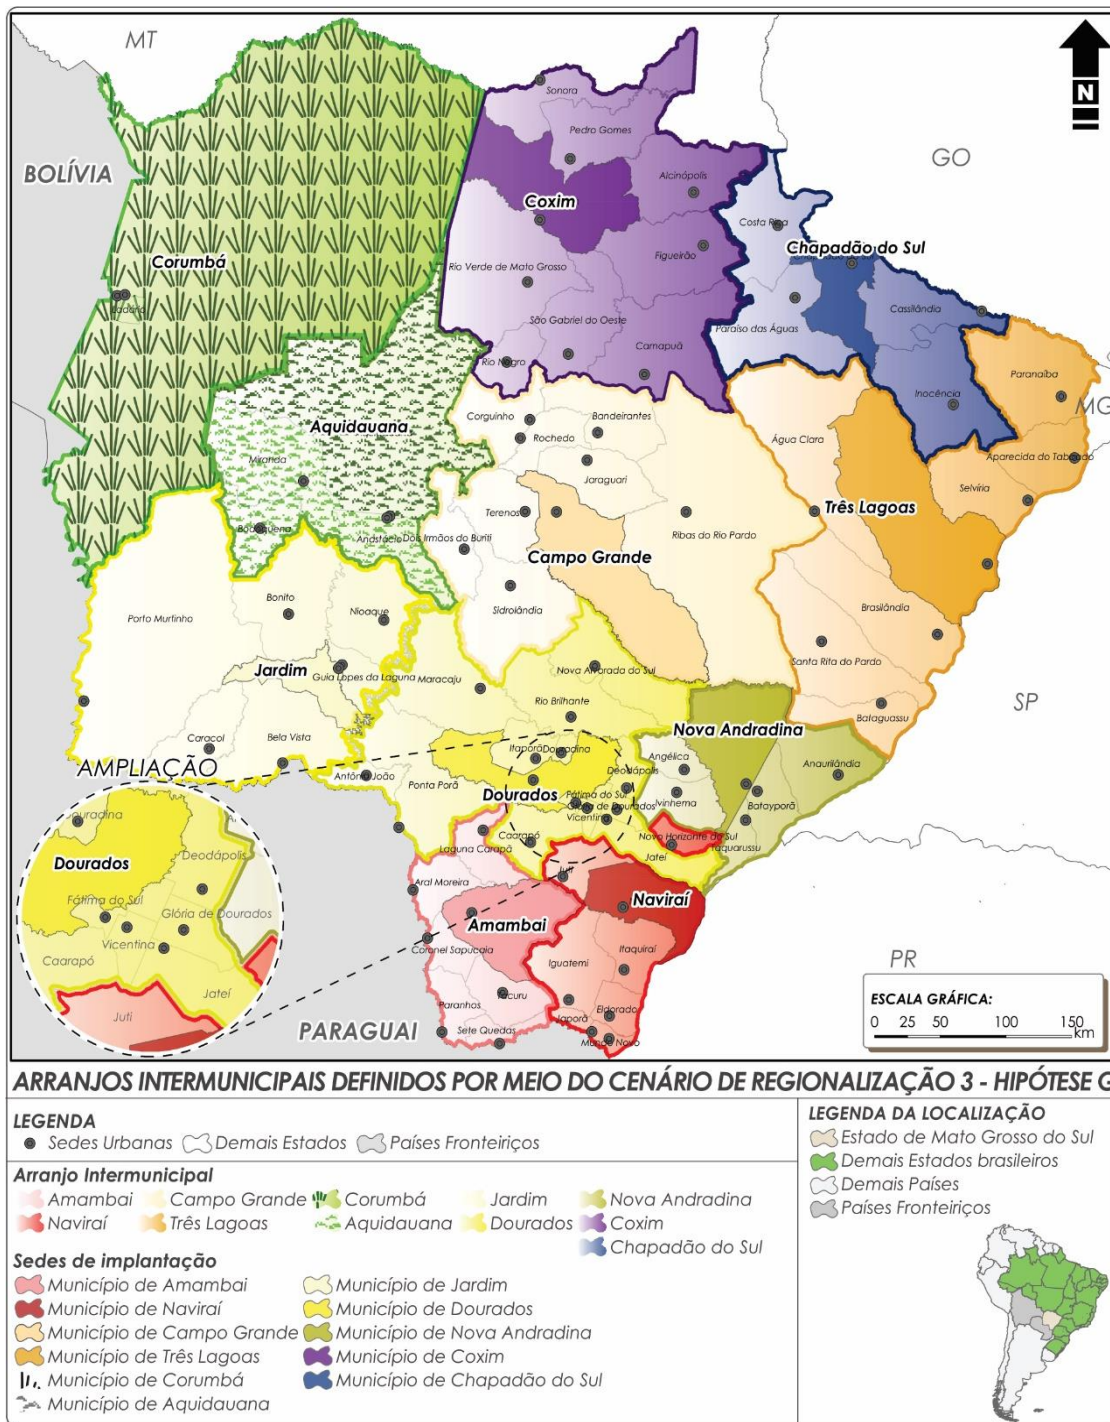 MT
N
Sonora
Pedro Gomes
GO
BOLÍVIA
Alcinópolis
Coxim
Costa Rica
Chapadão do Sul
Figueirão
Corumbá
Rio Verde de Mato Grosso
Ladário
Cassilândia
São Gabriel do Oeste
Paraíso das Águas
Camapuã
Rio Negro
Paranaíba
Inocência
MG
Corguinho
Bandeirantes
Aquidauana
Rochedo
Água Clara
Miranda
Aparecida do Taboado
Jaraguari
Selvíria
Terenos
Três Lagoas
Bodoquena
Anastácio
Dois Irmãos do Buriti
Ribas do Rio Pardo
Campo Grande
Bonito
Sidrolândia
Nioaque
Brasilândia
Porto Murtinho
Santa Rita do Pardo
Jardim
Nova Alvorada do Sul
Guia Lopes da Laguna
Maracaju
Rio Brilhante
SP
Bataguassu
Caracol
Bela Vista
Nova Andradina
Itaporã
Douradina
Angélica
AMPLIAÇÃO
Anaurilândia
Antônio João
Deodápolis
Ponta Porã
Dourados
Fátima do Sul
Ivinhema
Batayporã
Glória de Dourados
Vicentina
Novo Horizonte do Sul
Caarapó
Taquarussu
Laguna Carapã
Jateí
Juti
Aral Moreira
Naviraí
Amambai
Coronel Sapucaia
Itaquiraí
Iguatemi
PR
Tacuru
Paranhos
Eldorado
Japorã
Sete Quedas
Mundo Novo
PARAGUAI
Douradina
Dourados
Deodápolis
Fátima do Sul
Glória de Dourados
Vicentina
Caarapó
Jateí
Juti
ESCALA GRÁFICA:
0 25 50 100 150
km
ARRANJOS INTERMUNICIPAIS DEFINIDOS POR MEIO DO CENÁRIO DE REGIONALIZAÇÃO 3 - HIPÓTESE G
LEGENDA
Sedes Urbanas Demais Estados Países Fronteiriços
Arranjo Intermunicipal
Amambai Campo Grande Corumbá Jardim Nova Andradina
Naviraí Três Lagoas Aquidauana Dourados Coxim
Chapadão do Sul
Sedes de implantação
Município de Amambai Município de Jardim
Município de Naviraí Município de Dourados
Município de Campo Grande Município de Nova Andradina
Município de Três Lagoas Município de Coxim
Município de Corumbá Município de Chapadão do Sul
Município de Aquidauana
LEGENDA DA LOCALIZAÇÃO
Estado de Mato Grosso do Sul
Demais Estados brasileiros
Demais Países
Países Fronteiriços